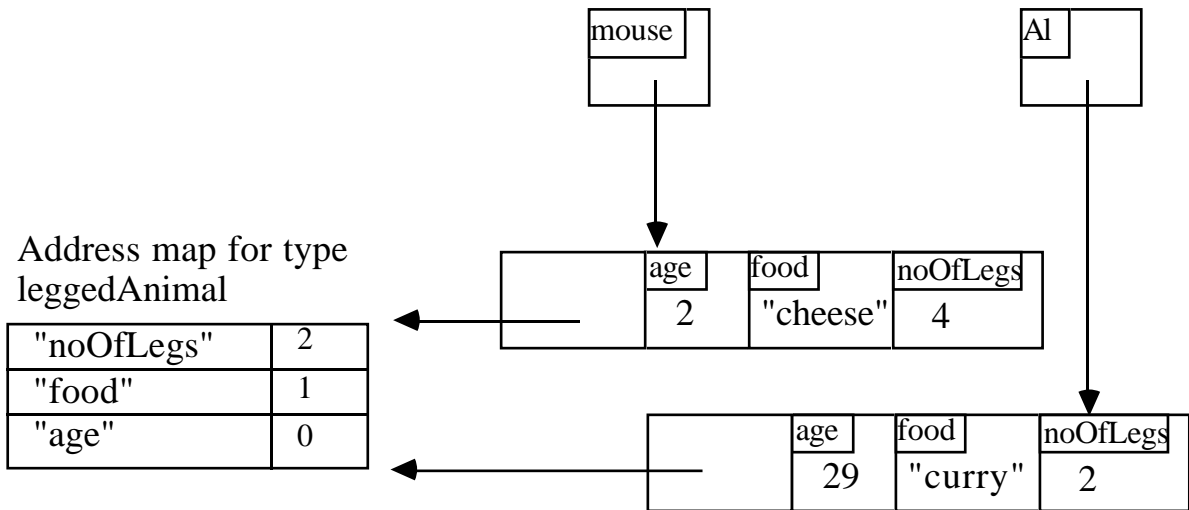 mouse
Al
Address map for type
leggedAnimal
"noOfLegs" 2
"food" 1
"age" 0
age food noOfLegs
2 "cheese" 4
age food noOfLegs
29 "curry" 2